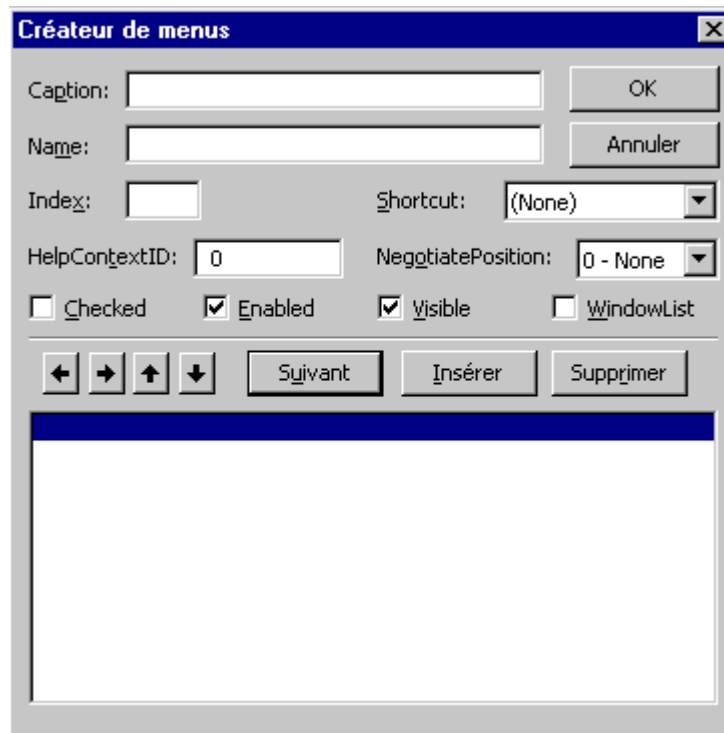 Créateur de menus
Caption: OK
Name: Annuler
Index: Shortcut: (None)
HelpContextID: 0 NegotiatePosition: 0 - None
Checked Enabled Visible WindowList
Suivant Insérer Supprimer